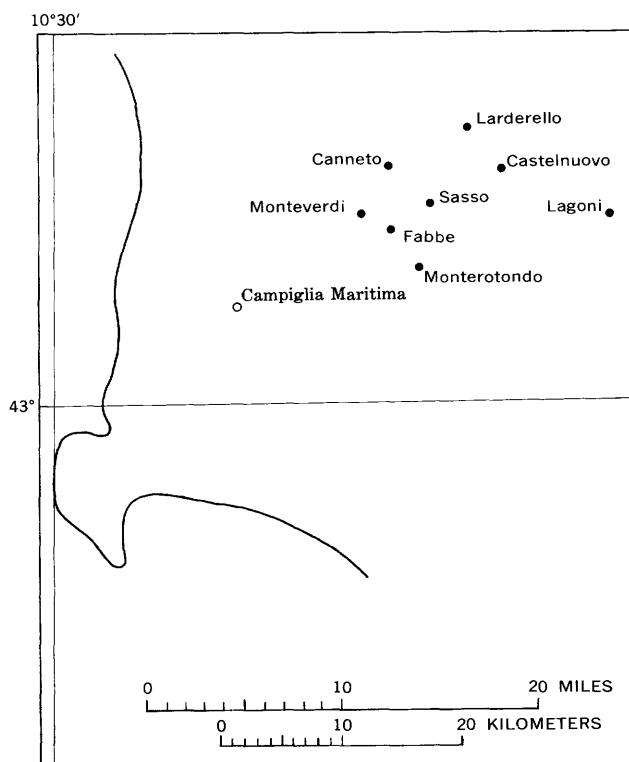 10°30′
Larderello
Canneto
Castelnuovo
Sasso
Monteverdi
Lagoni
Fabbe
Monterotondo
Campiglia Maritima
43°
0 10 20 MILES
0 10 20 KILOMETERS